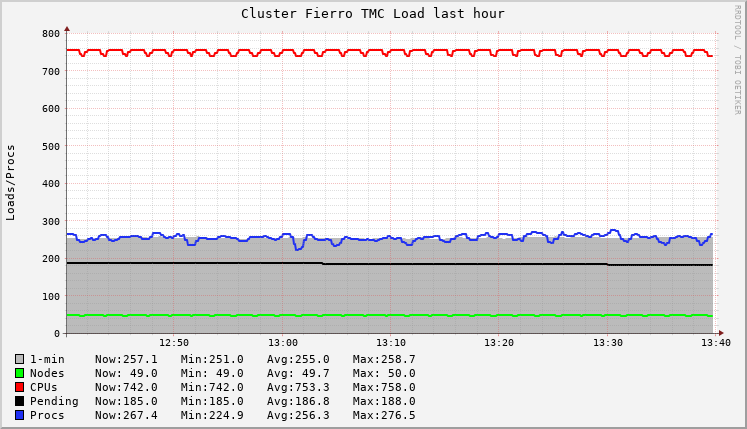 Cluster Fierro TMC Load last hour
RRDTOOL / TOBI OETIKER
Loads/Procs
800
700
600
500
400
300
200
100
0
12:50 13:00 13:10 13:20 13:30 13:40
1-min Now:257.1 Min:251.0 Avg:255.0 Max:258.7
Nodes Now: 49.0 Min: 49.0 Avg: 49.7 Max: 50.0
CPUs Now:742.0 Min:742.0 Avg:753.3 Max:758.0
Pending Now:185.0 Min:185.0 Avg:186.8 Max:188.0
Procs Now:267.4 Min:224.9 Avg:256.3 Max:276.5